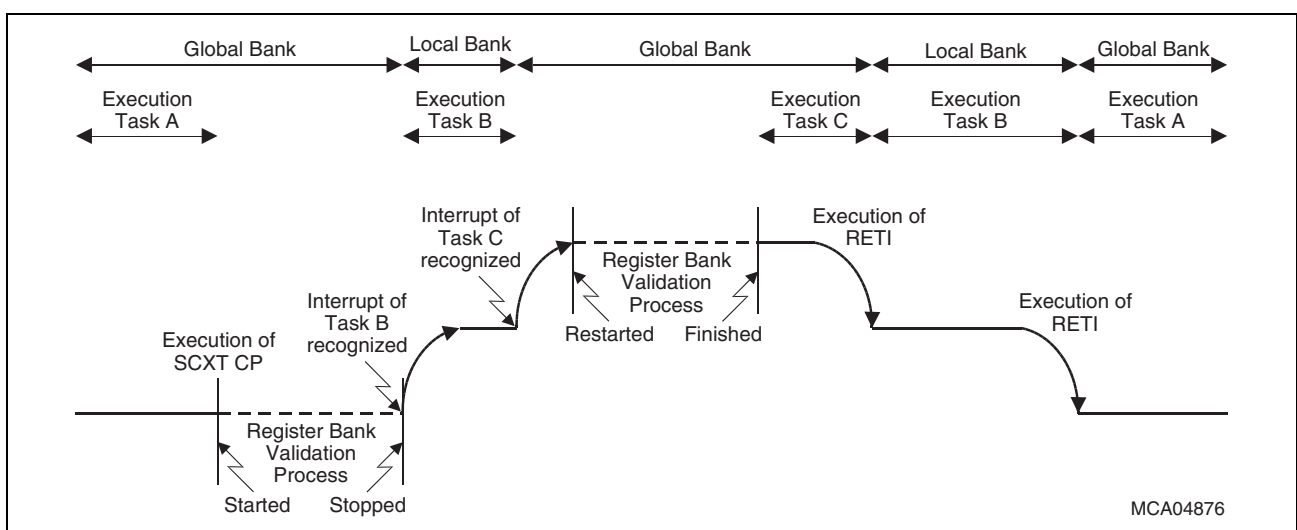 Global Bank
Local Bank
Global Bank
Local Bank
Global Bank
Execution
Task A
Execution
Task B
Execution
Task C
Execution
Task B
Execution
Task A
Interrupt of
Task C
recognized
Execution of
RETI
Register Bank
Validation
Process
Restarted
Finished
Interrupt of
Task B
recognized
Execution of
RETI
Execution of
SCXT CP
Register Bank
Validation
Process
Started
Stopped
MCA04876